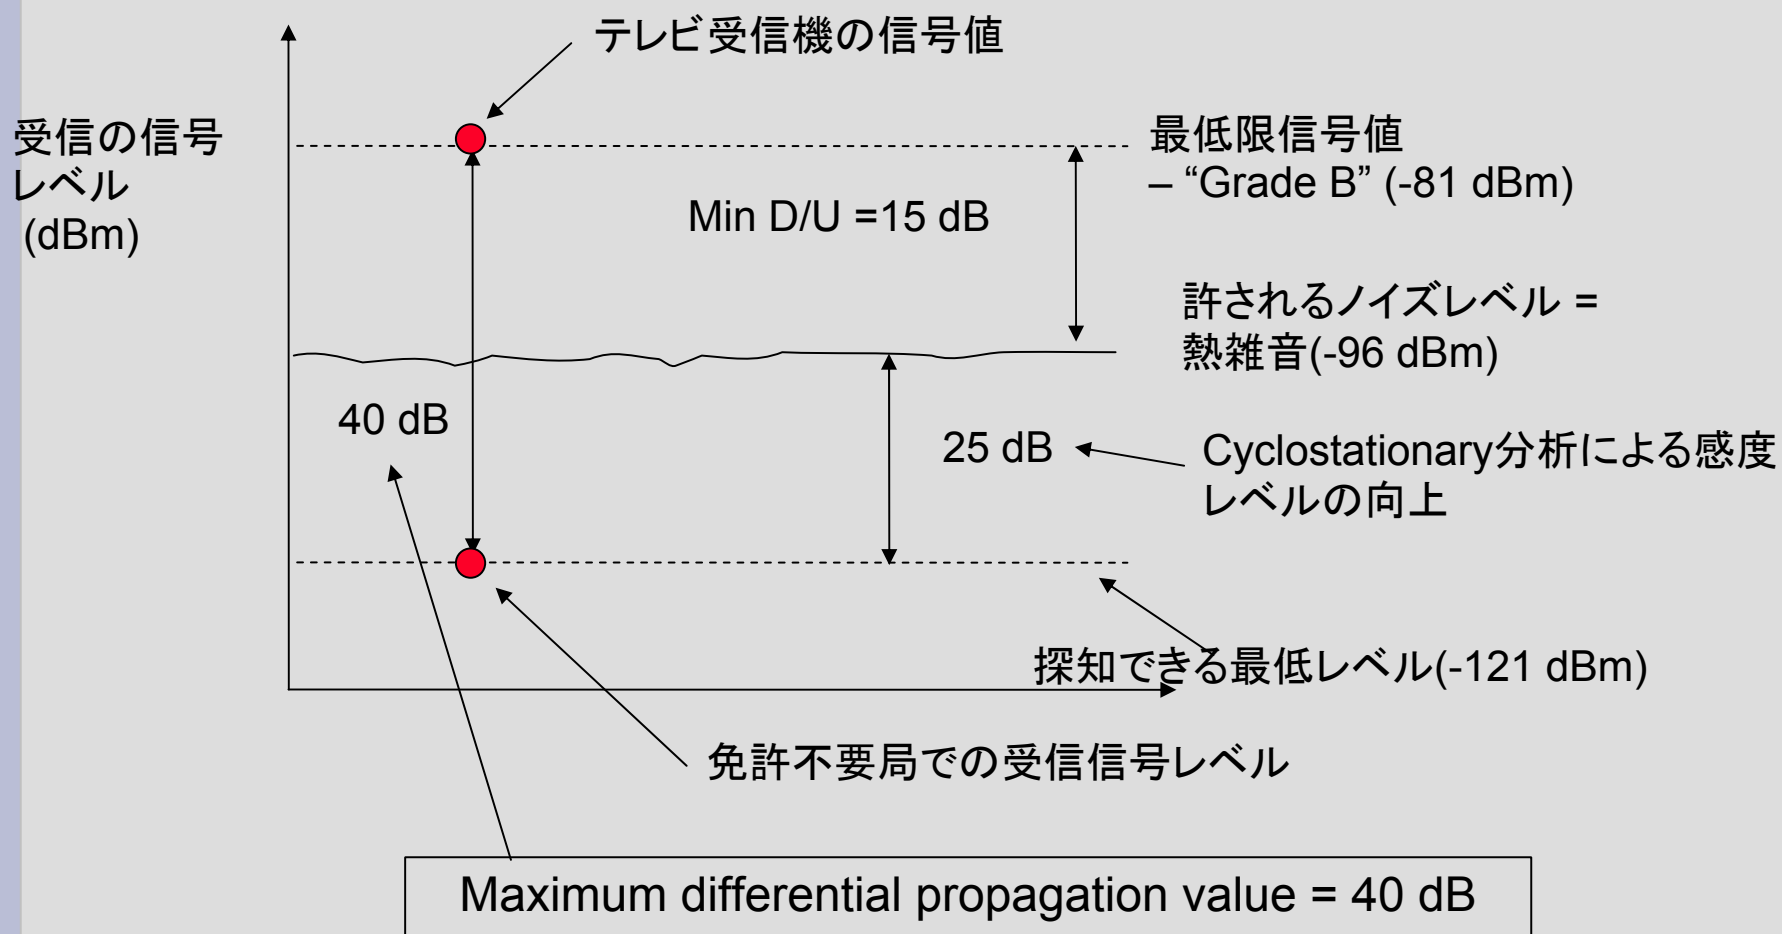 テレビ受信機の信号値
受信の信号
レベル
(dBm)
最低限信号値
– “Grade B” (-81 dBm)
Min D/U =15 dB
許されるノイズレベル =
熱雑音(-96 dBm)
40 dB
25 dB
Cyclostationary分析による感度
レベルの向上
探知できる最低レベル(-121 dBm)
免許不要局での受信信号レベル
Maximum differential propagation value = 40 dB